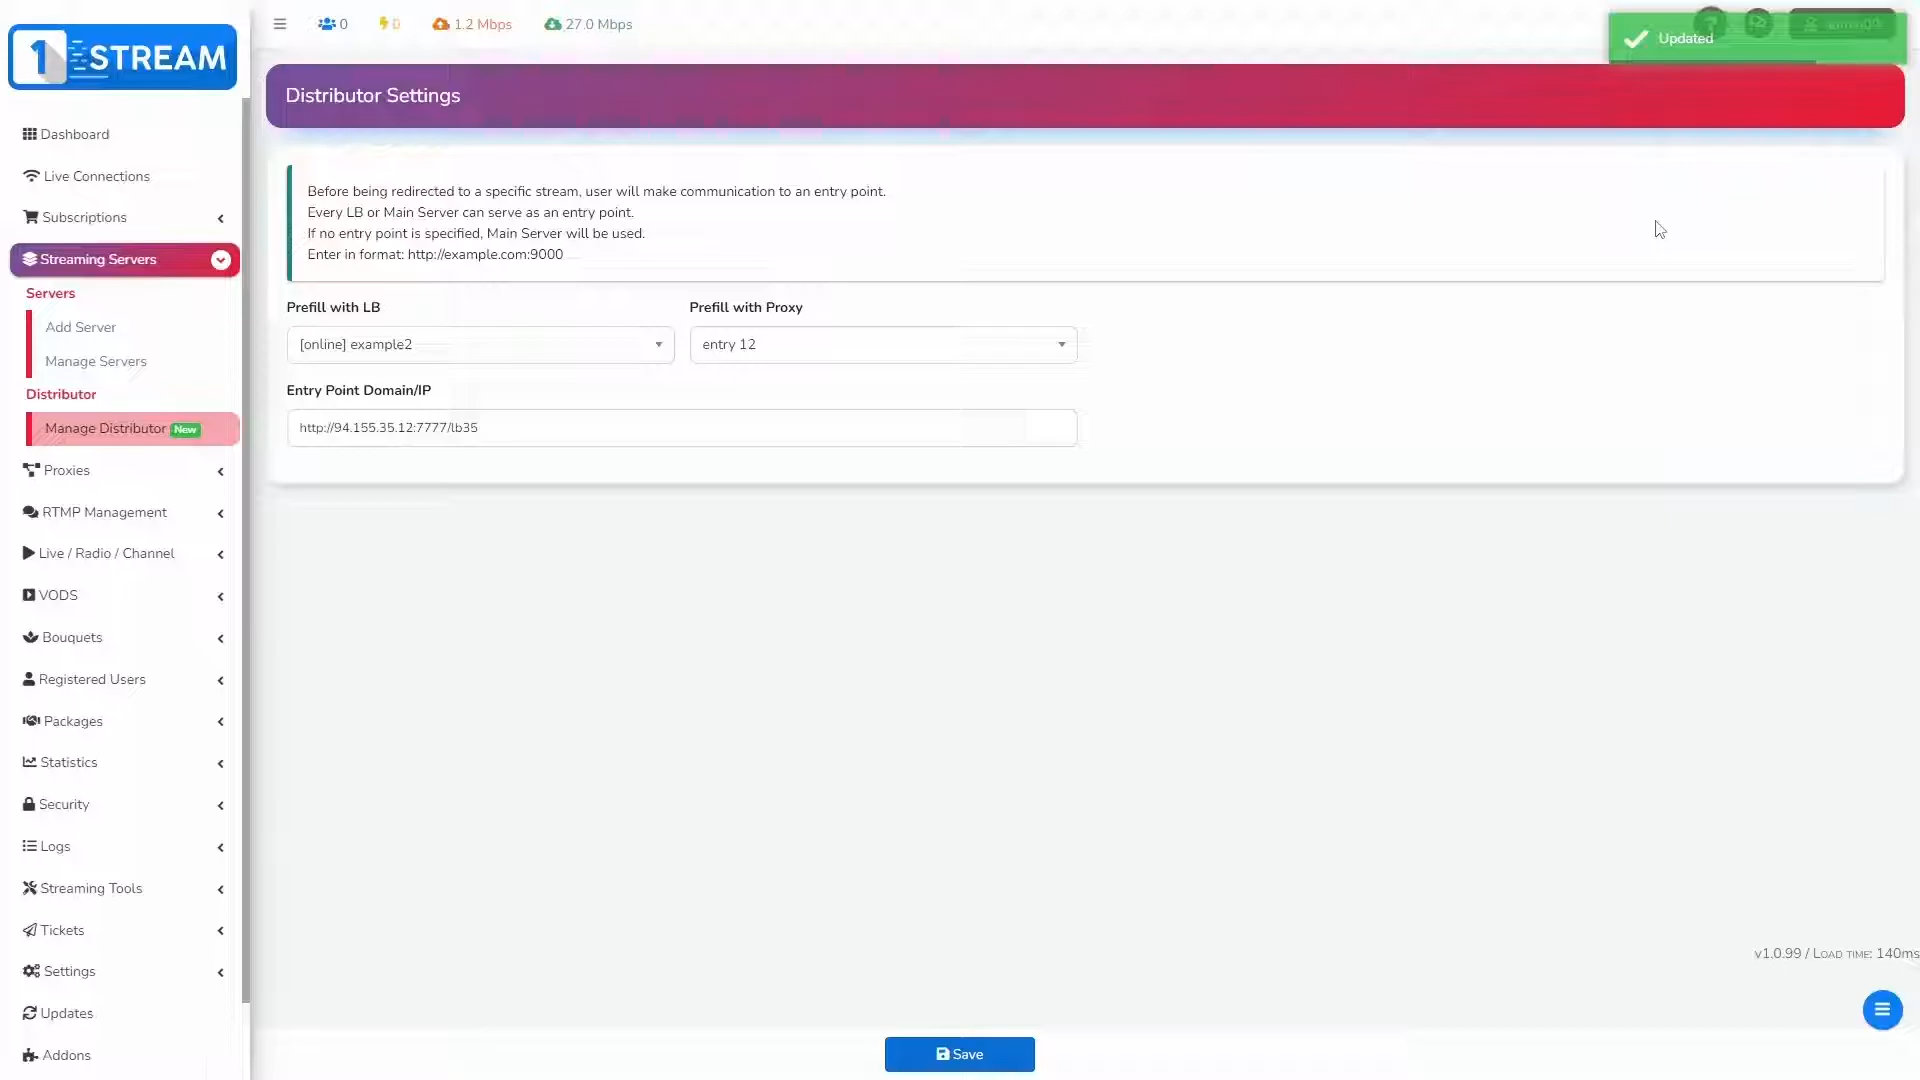 1 STREAM
0
0
1.2 Mbps
27.0 Mbps
Updated
Distributor Settings
Dashboard
Live Connections
Subscriptions
Streaming Servers
Servers
Add Server
Manage Servers
Distributor
Manage Distributor New
Proxies
RTMP Management
Live / Radio / Channel
VODS
Bouquets
Registered Users
Packages
Statistics
Security
Logs
Streaming Tools
Tickets
Settings
Updates
Addons
Before being redirected to a specific stream, user will make communication to an entry point.
Every LB or Main Server can serve as an entry point.
If no entry point is specified, Main Server will be used.
Enter in format: http://example.com:9000
Prefill with LB
Prefill with Proxy
[online] example2
entry 12
Entry Point Domain/IP
http://94.155.35.12:7777/lb35
v1.0.99 / LOAD TIME: 140ms
Save